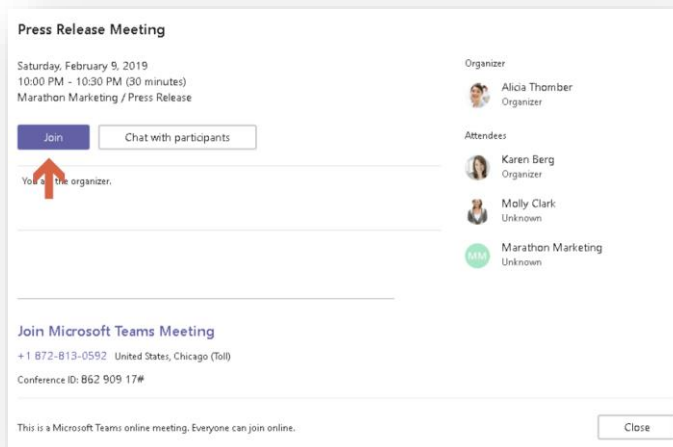 Press Release Meeting
Saturday, February 9, 2019
10:00 PM - 10:30 PM (30 minutes)
Marathon Marketing / Press Release
Join
Chat with participants
You are the organizer.
Join Microsoft Teams Meeting
+1 872-813-0592 United States, Chicago (Toll)
Conference ID: 862 909 17#
This is a Microsoft Teams online meeting. Everyone can join online.
Organizer
Alicia Thomber
Organizer
Attendees
Karen Berg
Organizer
Molly Clark
Unknown
MM
Marathon Marketing
Unknown
Close